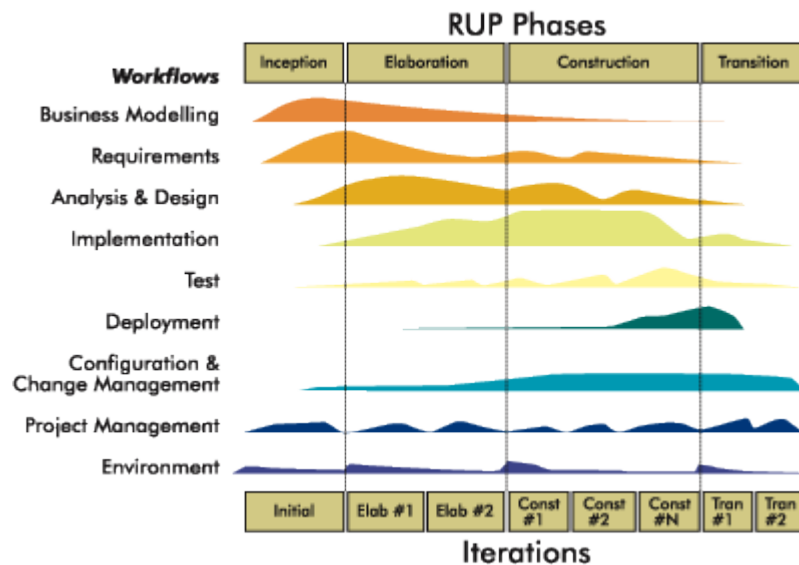 RUP Phases
Workflows
Inception
Elaboration
Construction
Transition
Business Modelling
Requirements
Analysis & Design
Implementation
Test
Deployment
Configuration &
Change Management
Project Management
Environment
Initial
Elab #1
Elab #2
Const
#1
Const
#2
Const
#N
Tran
#1
Tran
#2
Iterations